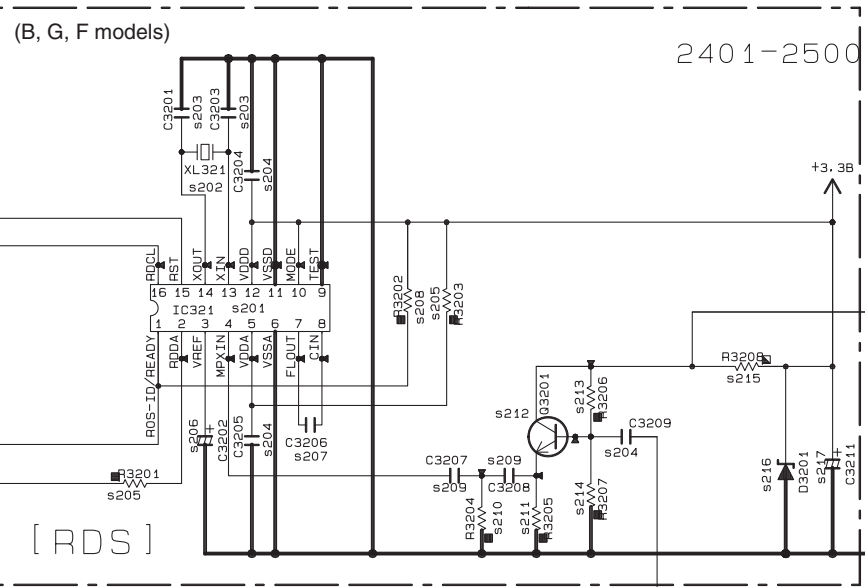 (B, G, F models)
2401-2500
C3201
s203
C3203
s203
XL321
s202
C3204
s204
+3.3B
RDCL
RST
XOUT
XIN
VDDD
VSSD
MODE
TEST
16 15 14 13 12 11 10 9
IC321 s201
1 2 3 4 5 6 7 8
ROS-ID/READY
RDDA
VREF
MPXIN
VDDA
VSSA
FLOUT
CIN
R3202
s208
s205
R3203
s206
C3202
C3205
s204
C3206
s207
R3201
s205
s212
Q3201
s213
R3206
R3208
s215
C3209
s204
C3207
s209
s209
C3208
R3204
s210
s211
R3205
s214
R3207
s216
D3201
s217
+
C3211
+
[RDS]